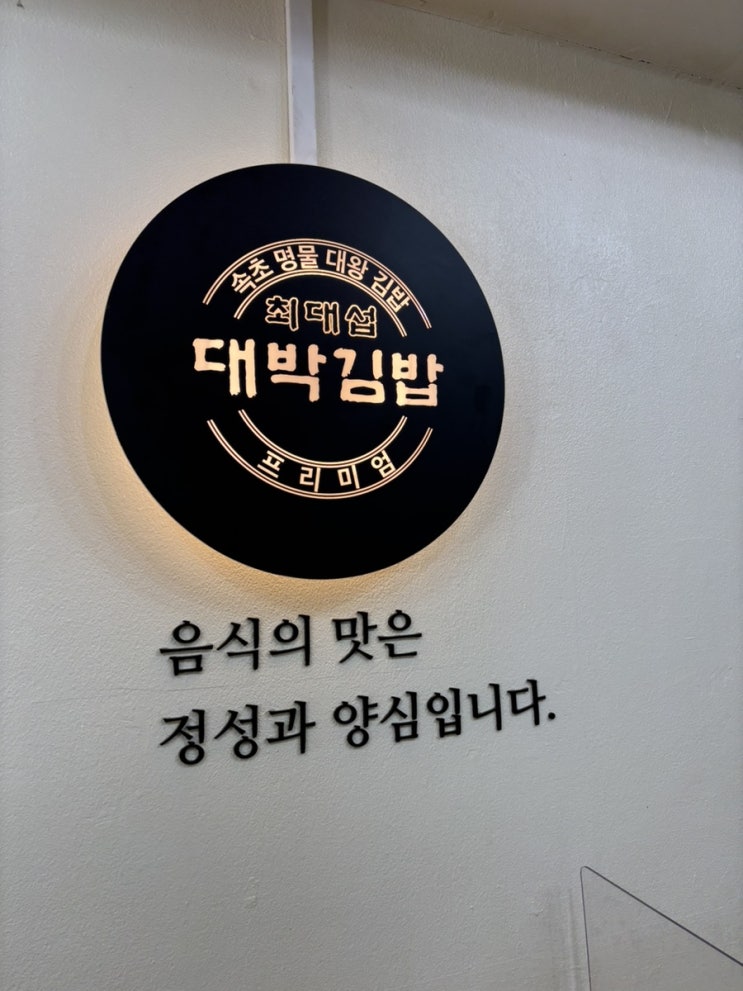 속초 명물 대왕 김밥
최대섭
대박김밥
프리미엄
음식의 맛은
정성과 양심입니다.